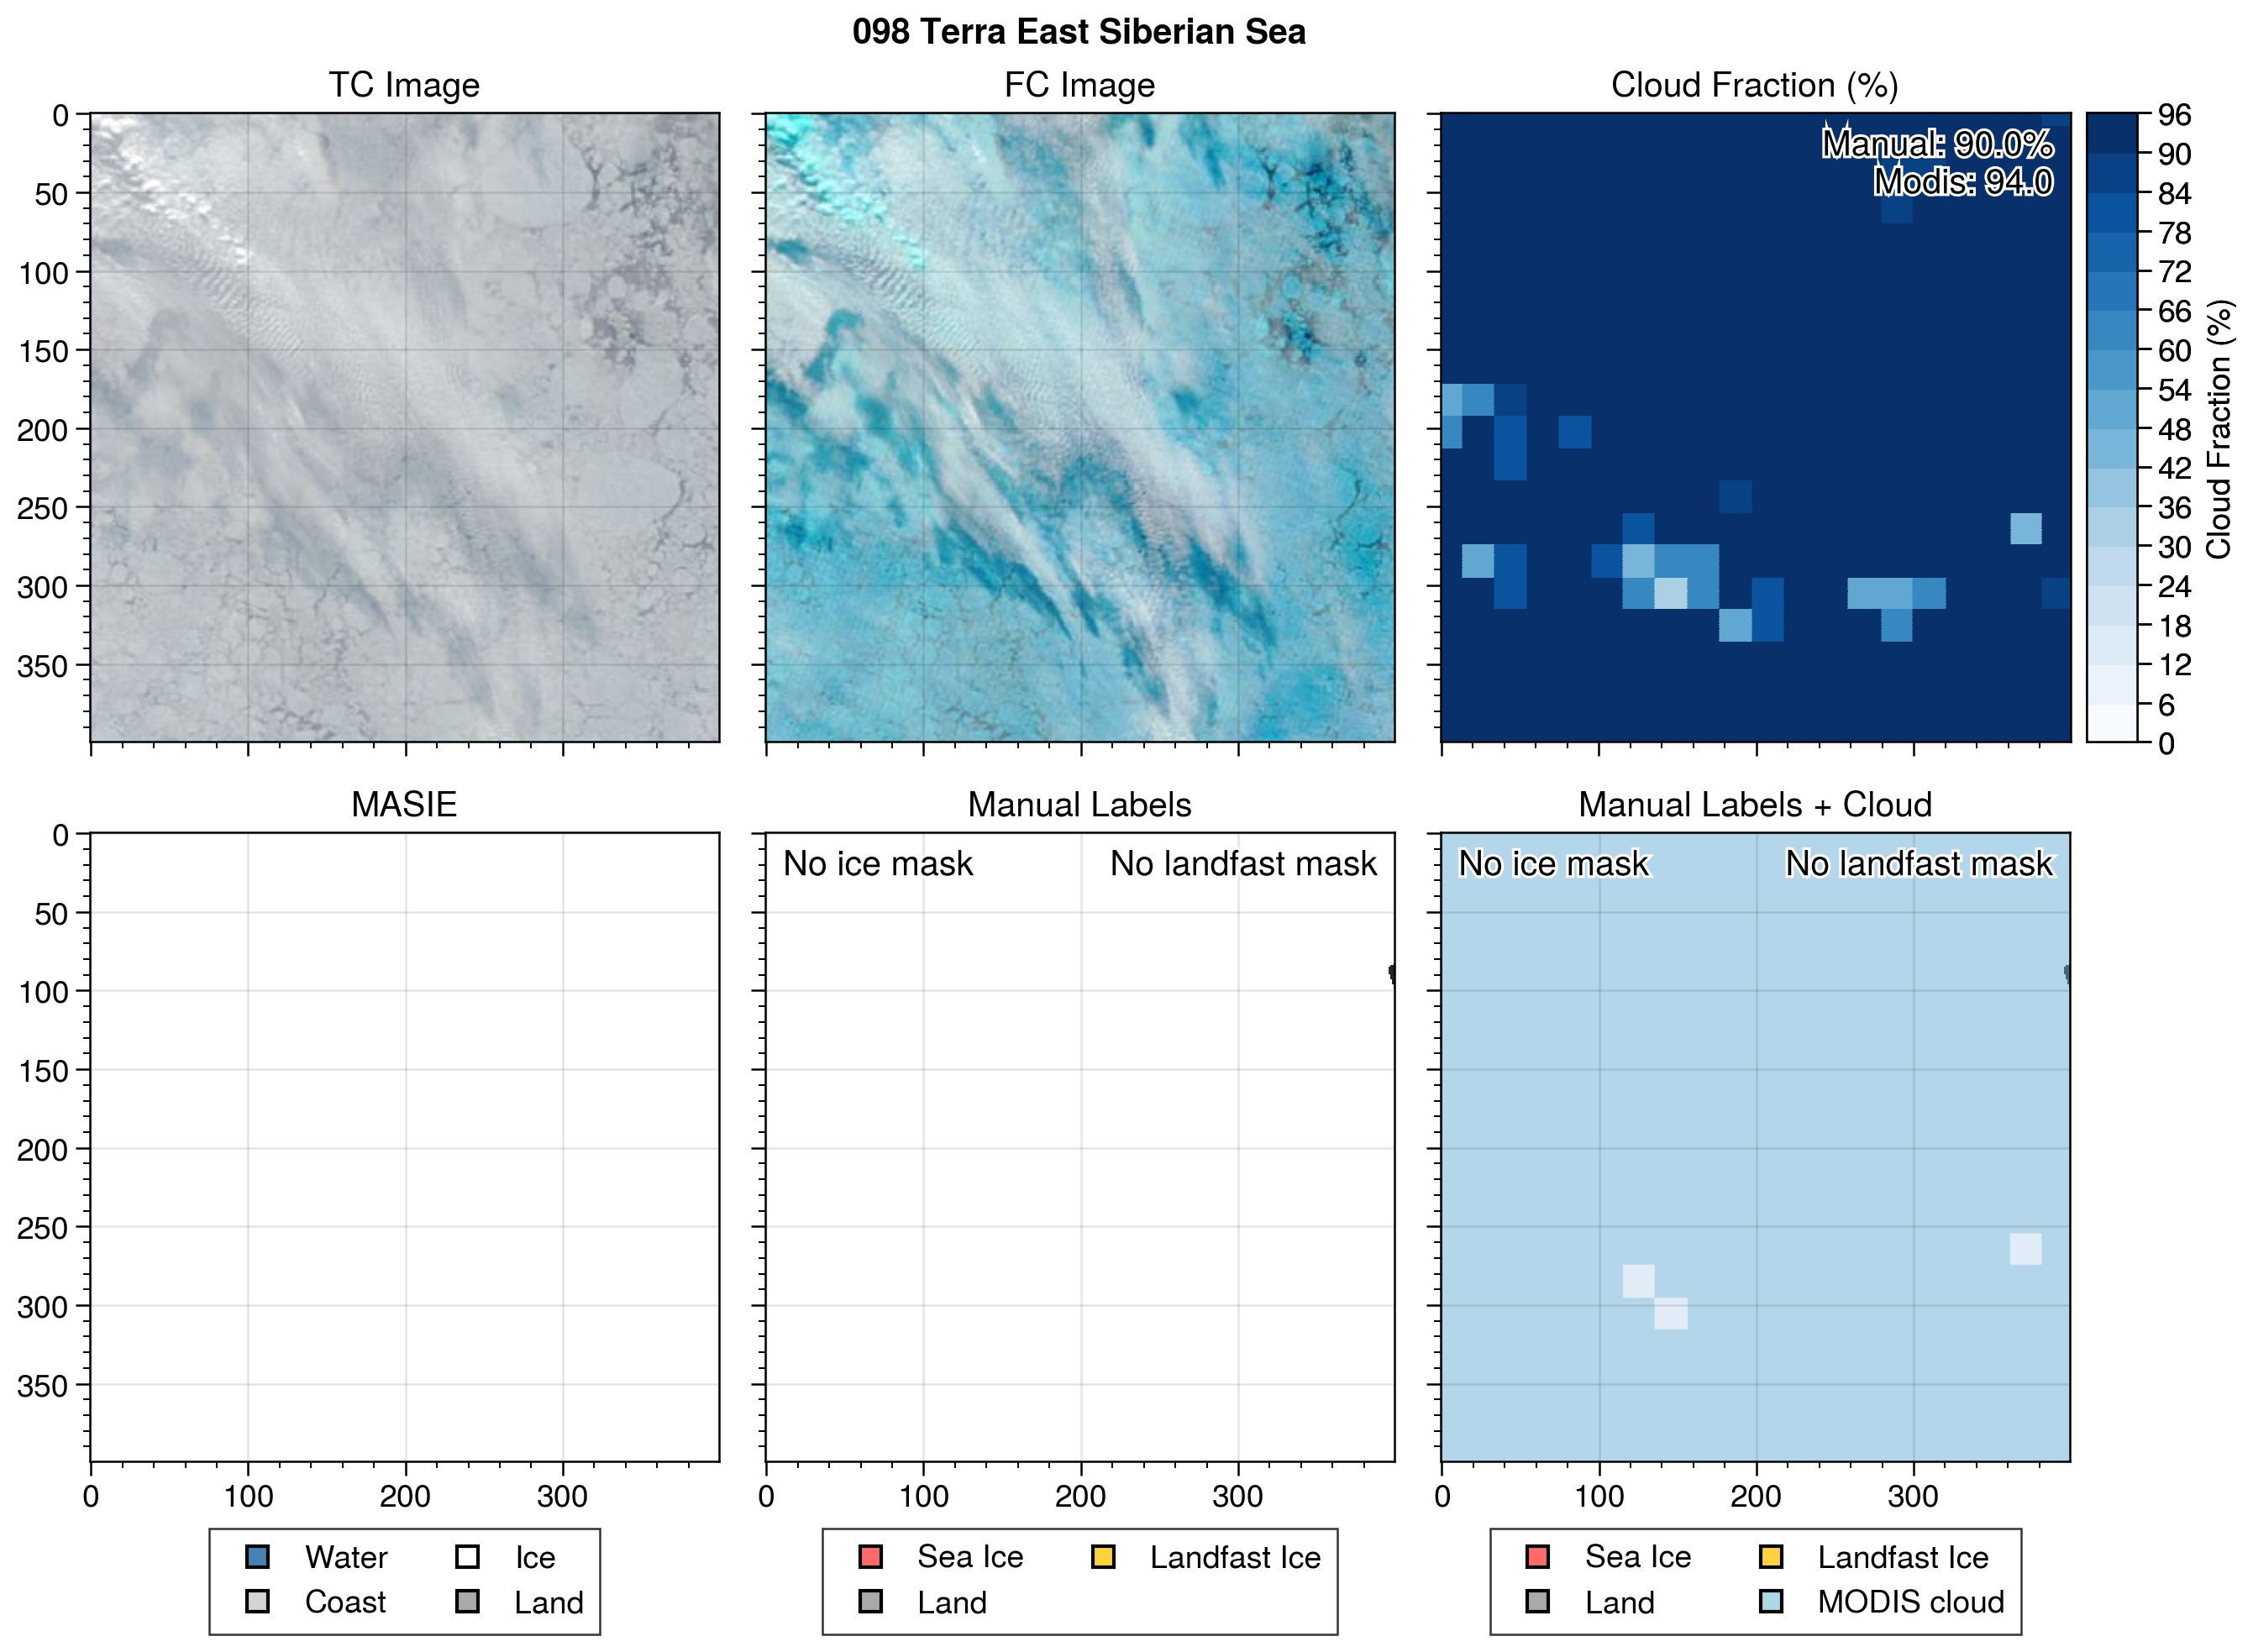 098 Terra East Siberian Sea
TC Image
FC Image
Cloud Fraction (%)
0
50
100
150
200
250
300
350
Manual: 90.0%
Modis: 94.0
96
90
84
78
72
66
60
54
48
42
36
30
24
18
12
6
0
Cloud Fraction (%)
MASIE
Manual Labels
Manual Labels + Cloud
0
50
100
150
200
250
300
350
No ice mask
No landfast mask
No ice mask
No landfast mask
0 100 200 300
0 100 200 300
0 100 200 300
Water Ice
Coast Land
Sea Ice Landfast Ice
Land
Sea Ice Landfast Ice
Land MODIS cloud